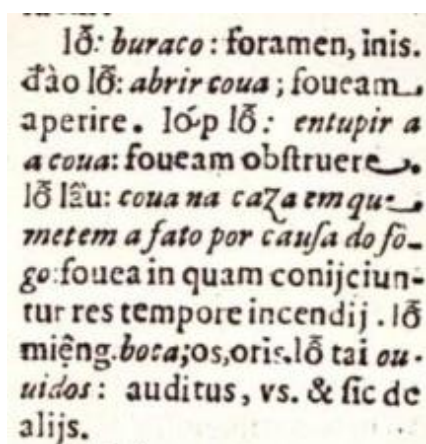 lỗ: buraco: foramen, inis.
đào lỗ: abrir coua; foueam
aperire. lóp lỗ: entupir a
a coua: foueam obſtruere.
lỗ lẩu: coua na caza em que
metem a fato por cauſa do fo-
go: fouea in quam conijciun-
tur res tempore incendij. lỗ
miệng. boca; os, oris. lỗ tai ou-
uidos: auditus, vs. & ſic de
alijs.